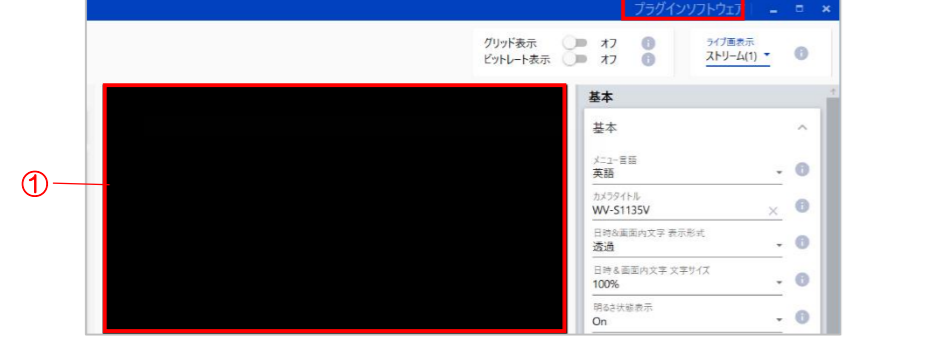 プラグインソフトウェア
グリッド表示 オフ
ビットレート表示 オフ
ライブ画表示
ストリーム(1)
①
基本
基本
メニュー言語
英語
カメラタイトル
WV-S1135V
日時&画面内文字 表示形式
透過
日時&画面内文字 文字サイズ
100%
明るさ状態表示
On